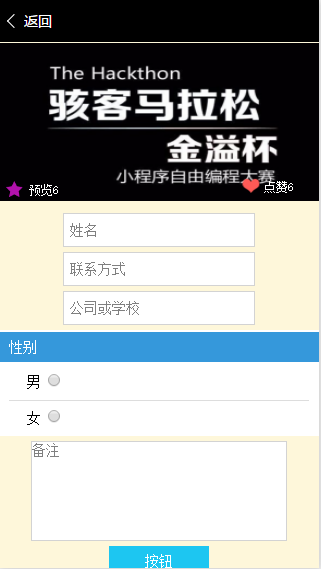 返回
The Hackthon
骇客马拉松
金溢杯
小程序自由编程大赛
预览6
点赞6
姓名
联系方式
公司或学校
性别
男
女
备注
按钮